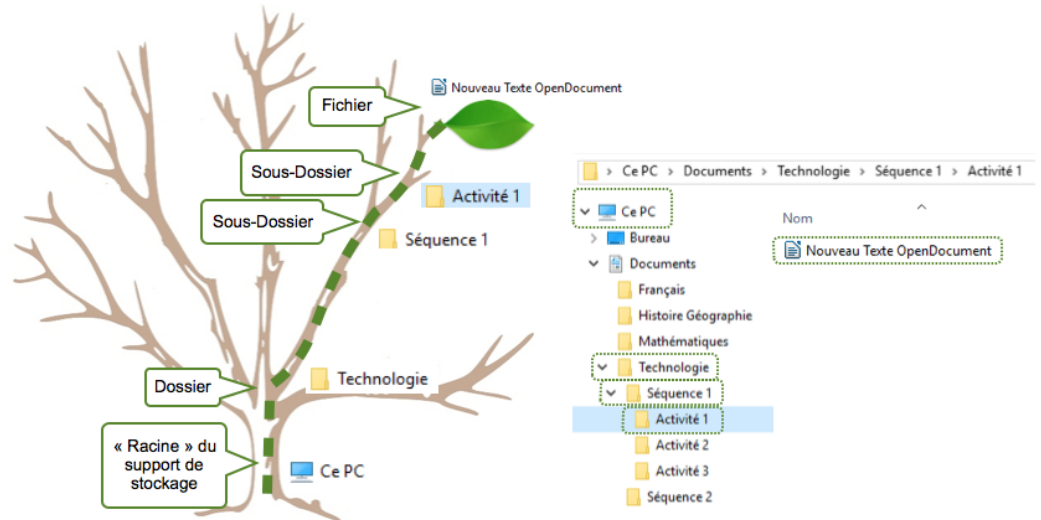 Nouveau Texte OpenDocument
Fichier
Sous-Dossier
Activité 1
Sous-Dossier
Séquence 1
Dossier
Technologie
« Racine » du
support de
stockage
Ce PC
> Ce PC > Documents > Technologie > Séquence 1 > Activité 1
Ce PC
Bureau
Documents
Français
Histoire Géographie
Mathématiques
Technologie
Séquence 1
Activité 1
Activité 2
Activité 3
Séquence 2
Nom
Nouveau Texte OpenDocument